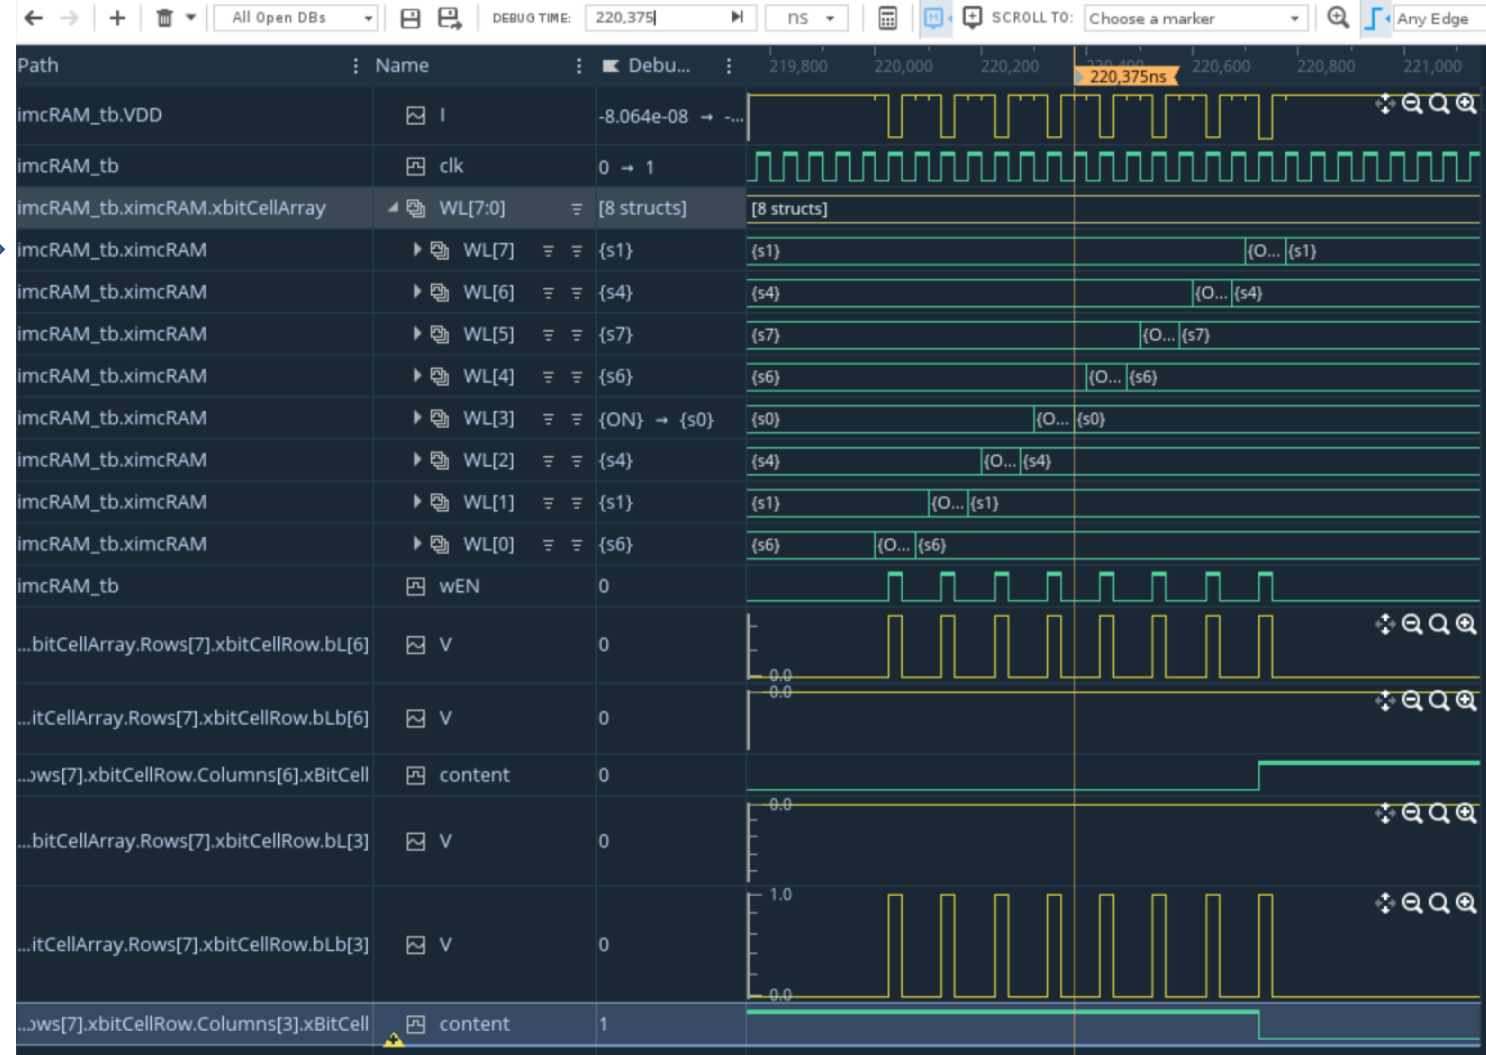 All Open DBs DEBUG TIME: 220,375 ns SCROLL TO: Choose a marker Any Edge
Path Name Debu... 219,800 220,000 220,200 220,400 220,600 220,800 221,000
220,375ns
imcRAM_tb.VDD I -8.064e-08 → -...
imcRAM_tb clk 0 → 1
imcRAM_tb.ximcRAM.xbitCellArray WL[7:0] [8 structs] [8 structs]
imcRAM_tb.ximcRAM WL[7] {s1} {s1} {O... {s1}
imcRAM_tb.ximcRAM WL[6] {s4} {s4} {O... {s4}
imcRAM_tb.ximcRAM WL[5] {s7} {s7} {O... {s7}
imcRAM_tb.ximcRAM WL[4] {s6} {s6} {O... {s6}
imcRAM_tb.ximcRAM WL[3] {ON} → {s0} {s0} {O... {s0}
imcRAM_tb.ximcRAM WL[2] {s4} {s4} {O... {s4}
imcRAM_tb.ximcRAM WL[1] {s1} {s1} {O... {s1}
imcRAM_tb.ximcRAM WL[0] {s6} {s6} {O... {s6}
imcRAM_tb wEN 0
...bitCellArray.Rows[7].xbitCellRow.bL[6] V 0 0.0
...itCellArray.Rows[7].xbitCellRow.bLb[6] V 0 0.0
...ows[7].xbitCellRow.Columns[6].xBitCell content 0
...bitCellArray.Rows[7].xbitCellRow.bL[3] V 0 0.0
...itCellArray.Rows[7].xbitCellRow.bLb[3] V 0 1.0 0.0
...ows[7].xbitCellRow.Columns[3].xBitCell content 1